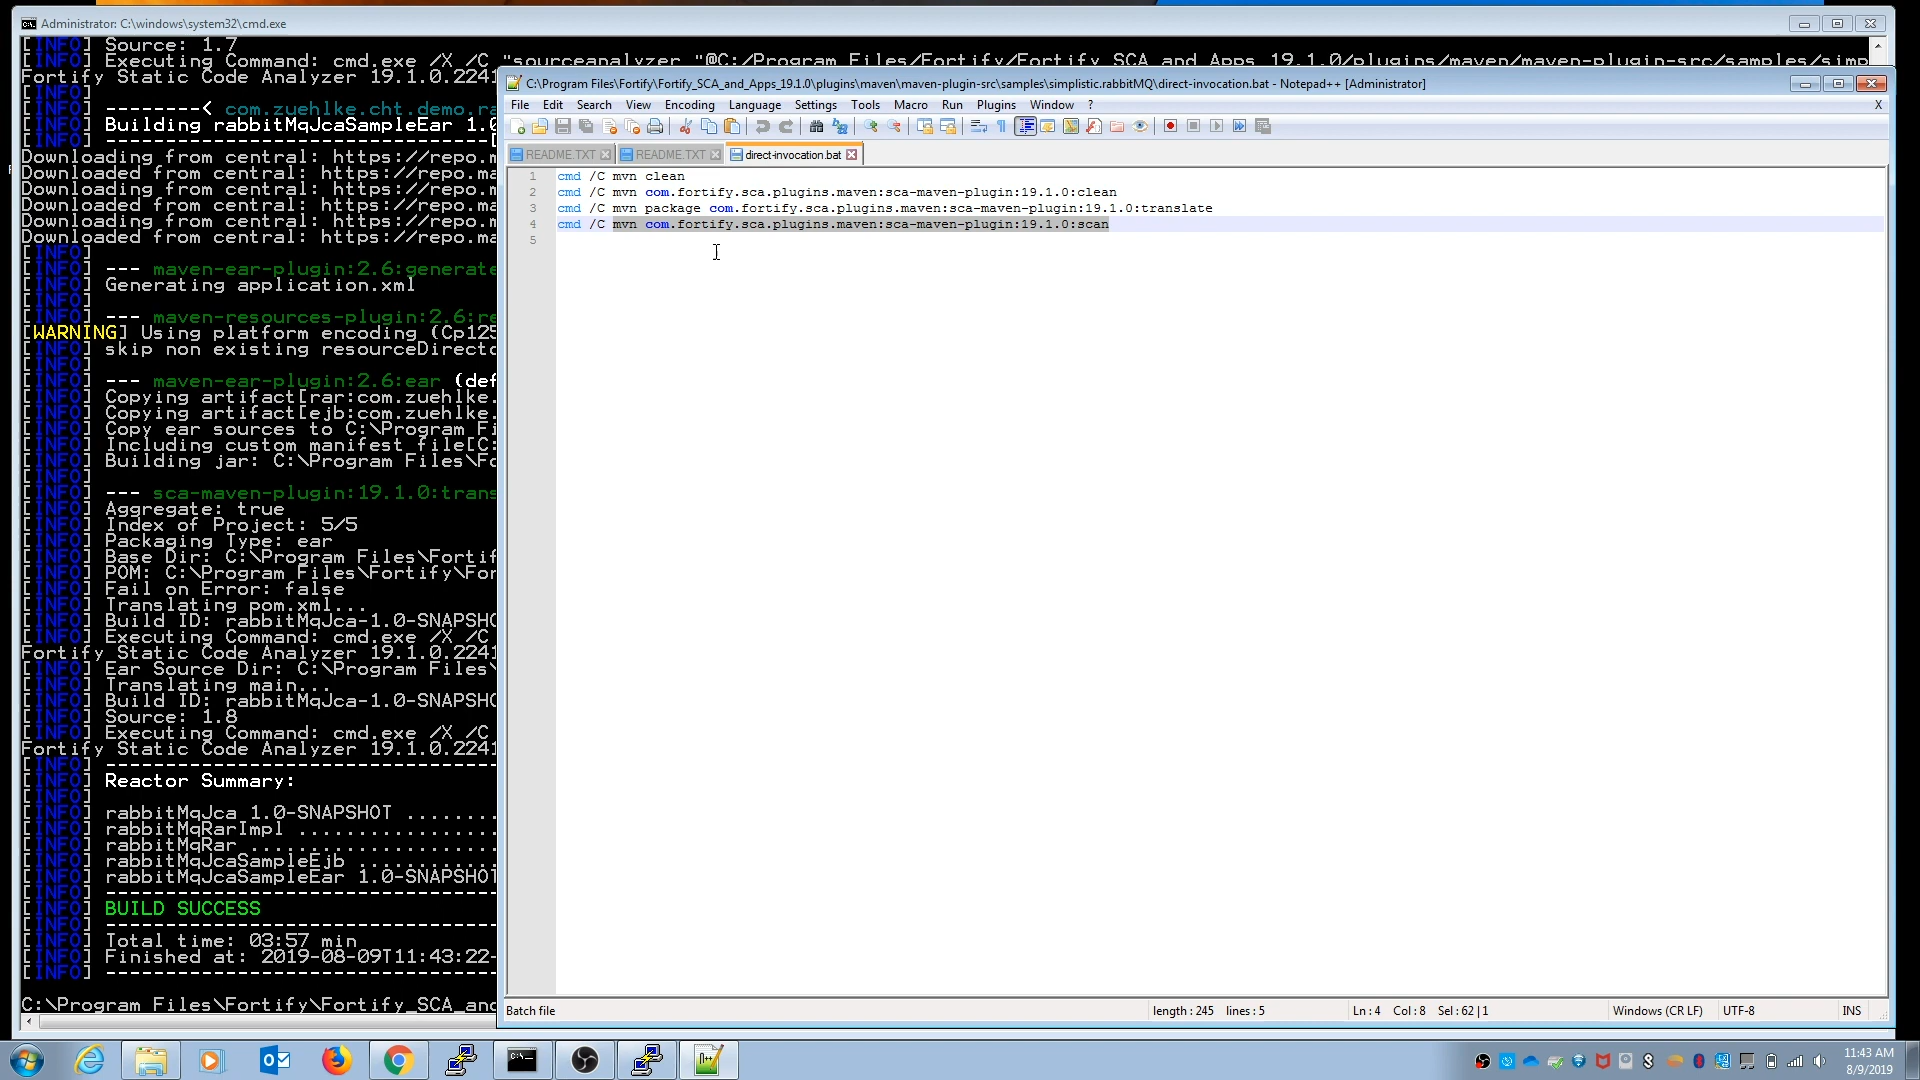 Administrator: C:\windows\system32\cmd.exe
[INFO] Source: 1.7
[INFO] Executing Command: cmd.exe /X /C "sourceanalyzer "@C:/Program Files/Fortify/Fortify_SCA_and_Apps_19.1.0/plugins/maven/maven-plugin-src/samples/simp
Fortify Static Code Analyzer 19.1.0.2241
[INFO]
[INFO] --------< com.zuehlke.cht.demo.ra
[INFO] Building rabbitMqJcaSampleEar 1.0
[INFO] --------------------------------[
Downloading from central: https://repo.ma
Downloading from central: https://repo.ma
Downloading from central: https://repo.ma
Downloading from central: https://repo.ma
Downloading from central: https://repo.ma
Downloading from central: https://repo.ma
[INFO]
[INFO] --- maven-ear-plugin:2.6:generate
[INFO] Generating application.xml
[INFO]
[INFO] --- maven-resources-plugin:2.6:re
[WARNING] Using platform encoding (Cp125
[INFO] skip non existing resourceDirecto
[INFO]
[INFO] --- maven-ear-plugin:2.6:ear (def
[INFO] Copying artifact[rar:com.zuehlke.
[INFO] Copying artifact[ejb:com.zuehlke.
[INFO] Copy ear sources to C:\Program Fi
[INFO] Including custom manifest file[C:
[INFO] Building jar: C:\Program Files\Fo
[INFO]
[INFO] --- sca-maven-plugin:19.1.0:trans
[INFO] Aggregate: true
[INFO] Index of Project: 5/5
[INFO] Packaging Type: ear
[INFO] Base Dir: C:\Program Files\Fortif
[INFO] POM: C:\Program Files\Fortify\For
[INFO] Fail on Error: false
[INFO] Translating pom.xml...
[INFO] Build ID: rabbitMqJca-1.0-SNAPSHO
[INFO] Executing Command: cmd.exe /X /C
Fortify Static Code Analyzer 19.1.0.2241
[INFO] Ear Source Dir: C:\Program Files\
[INFO] Translating main...
[INFO] Build ID: rabbitMqJca-1.0-SNAPSHO
[INFO] Source: 1.8
[INFO] Executing Command: cmd.exe /X /C
Fortify Static Code Analyzer 19.1.0.2241
[INFO] ---------------------------------
[INFO] Reactor Summary:
[INFO]
[INFO] rabbitMqJca 1.0-SNAPSHOT ........
[INFO] rabbitMqRarImpl .................
[INFO] rabbitMqRar .....................
[INFO] rabbitMqJcaSampleEjb ............
[INFO] rabbitMqJcaSampleEar 1.0-SNAPSHOT
[INFO] ---------------------------------
[INFO] BUILD SUCCESS
[INFO] ---------------------------------
[INFO] Total time: 03:57 min
[INFO] Finished at: 2019-08-09T11:43:22-
[INFO] ---------------------------------
C:\Program Files\Fortify\Fortify_SCA_and
C:\Program Files\Fortify\Fortify_SCA_and_Apps_19.1.0\plugins\maven\maven-plugin-src\samples\simplistic.rabbitMQ\direct-invocation.bat - Notepad++ [Administrator]
File Edit Search View Encoding Language Settings Tools Macro Run Plugins Window ? X
README.TXT README.TXT direct-invocation.bat
1 cmd /C mvn clean
2 cmd /C mvn com.fortify.sca.plugins.maven:sca-maven-plugin:19.1.0:clean
3 cmd /C mvn package com.fortify.sca.plugins.maven:sca-maven-plugin:19.1.0:translate
4 cmd /C mvn com.fortify.sca.plugins.maven:sca-maven-plugin:19.1.0:scan
5
Batch file length : 245 lines : 5 Ln : 4 Col : 8 Sel : 62 | 1 Windows (CR LF) UTF-8 INS
11:43 AM
8/9/2019